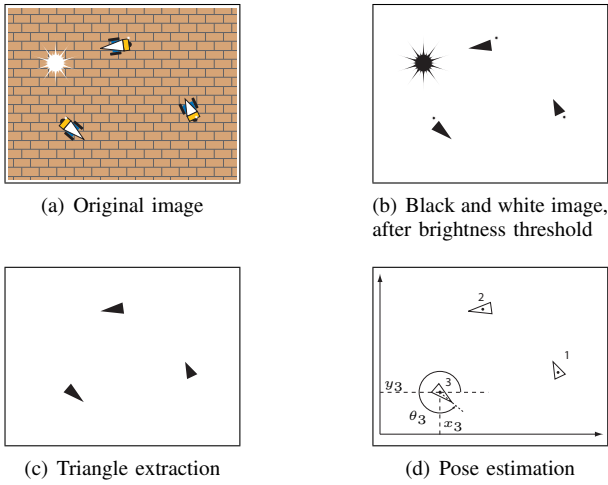 (a) Original image
(b) Black and white image,
after brightness threshold
2
1
3
y₃
θ₃
x₃
(c) Triangle extraction
(d) Pose estimation